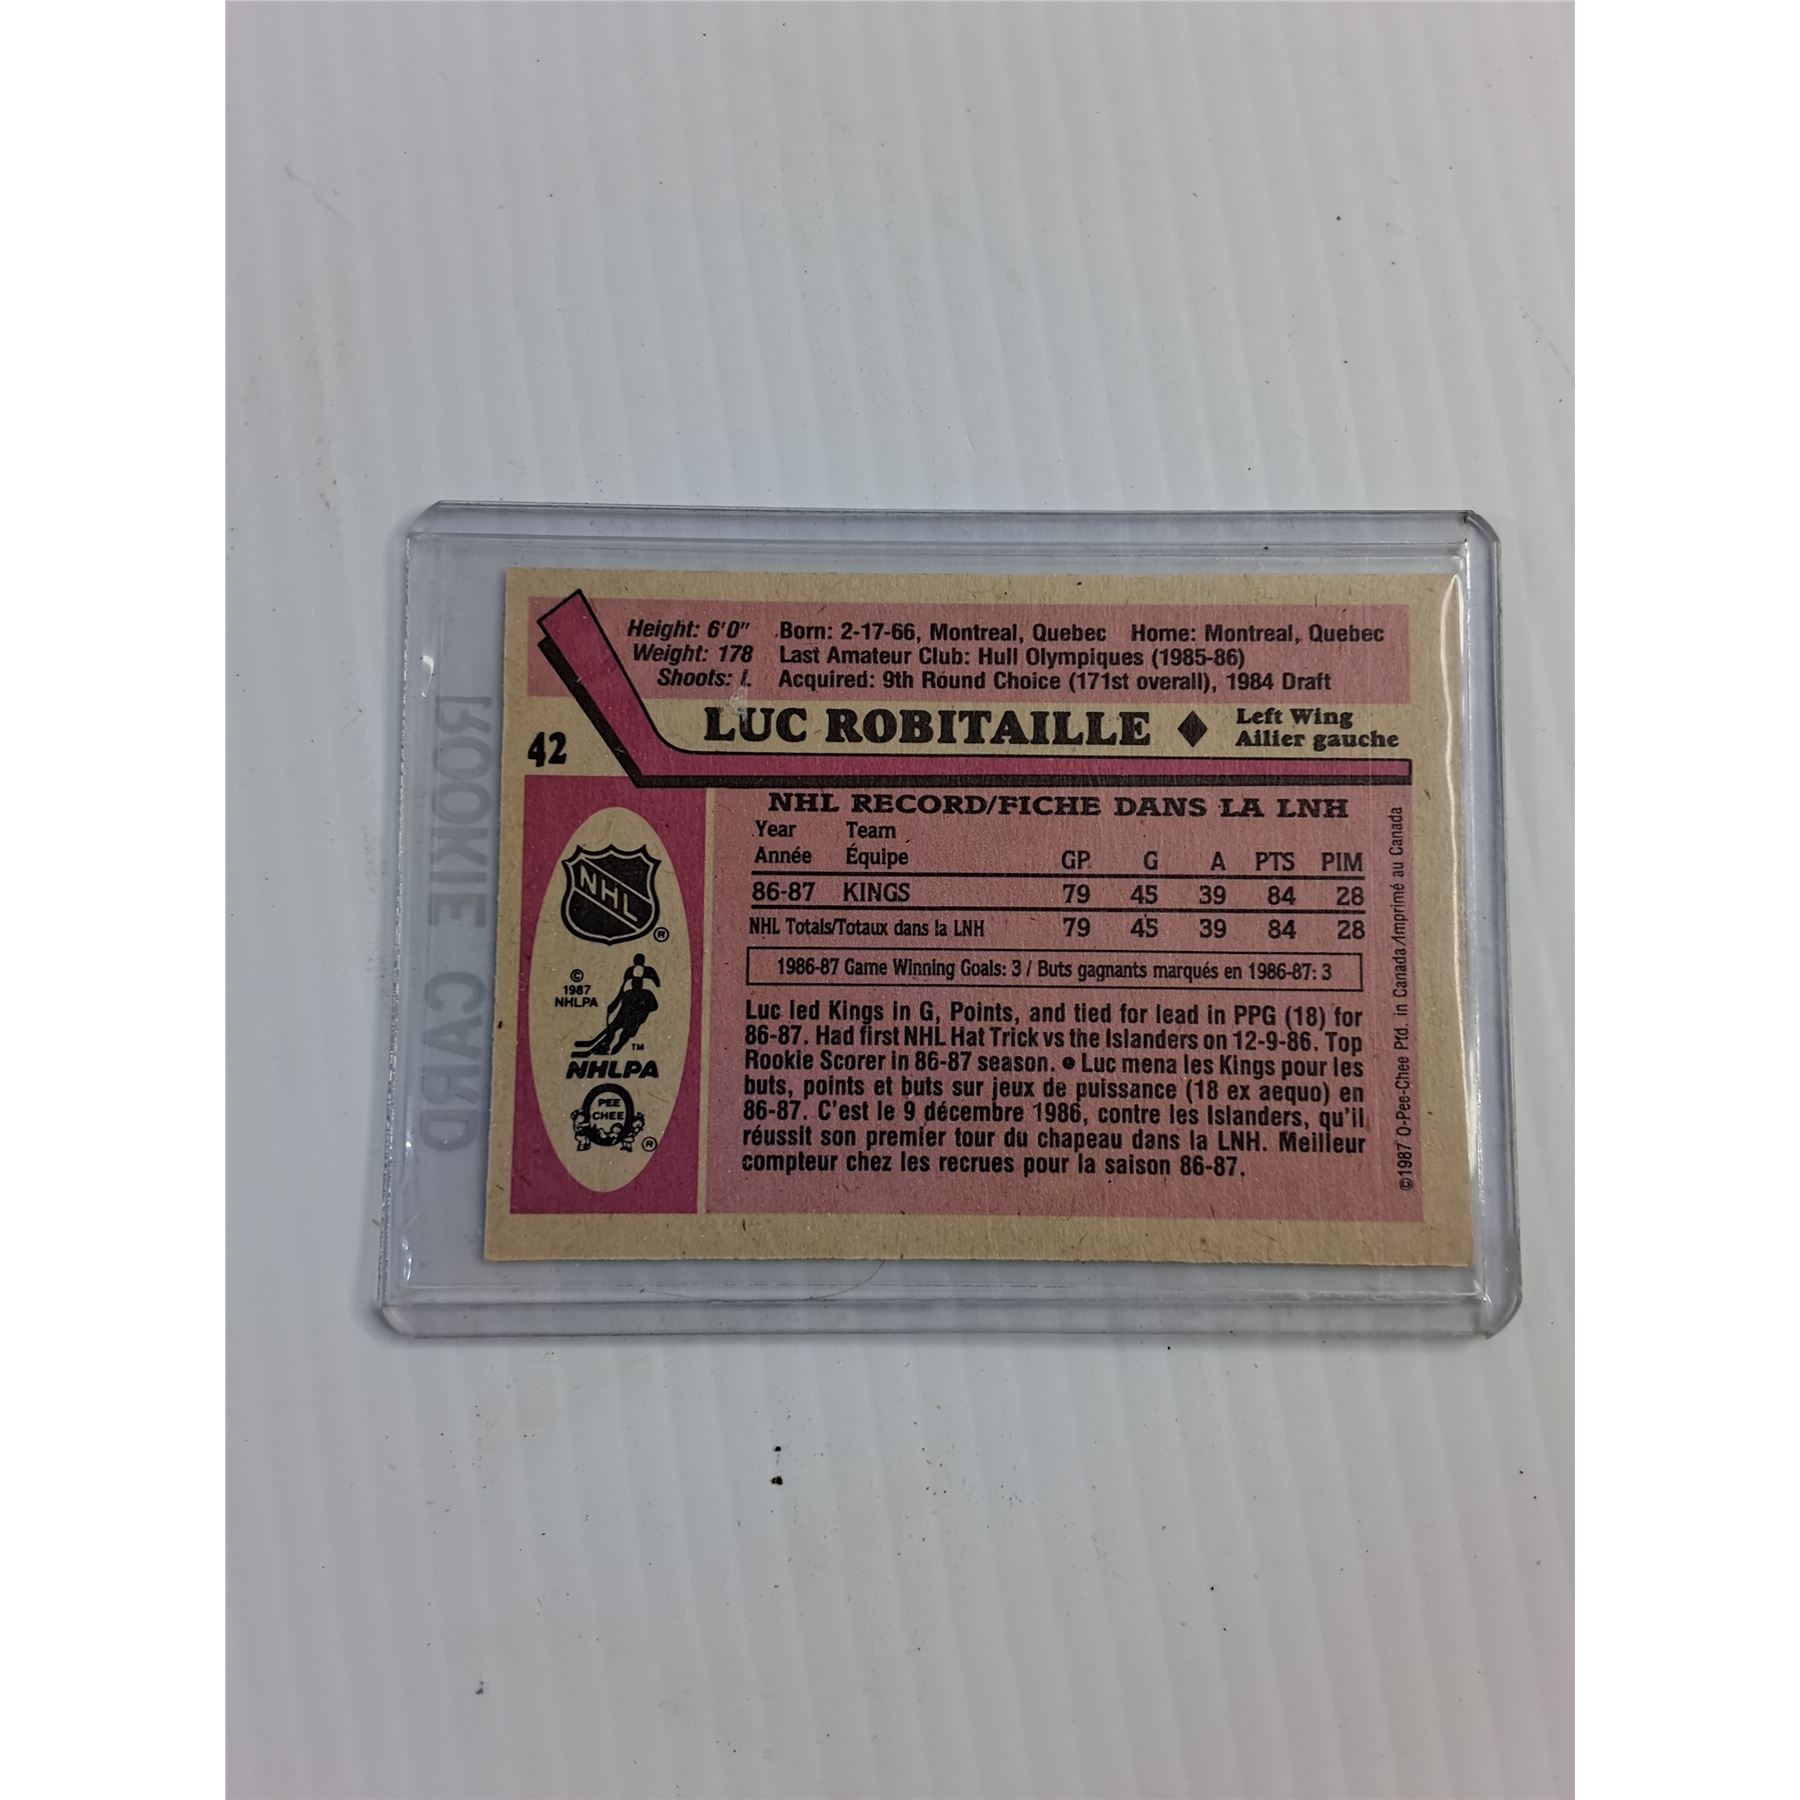 Height: 6'0" Born: 2-17-66, Montreal, Quebec Home: Montreal, Quebec
Weight: 178 Last Amateur Club: Hull Olympiques (1985-86)
Shoots: L Acquired: 9th Round Choice (171st overall), 1984 Draft
42 LUC ROBITAILLE ♦ Left Wing
Ailier gauche
NHL RECORD/FICHE DANS LA LNH
Year Team
Année Équipe GP G A PTS PIM
86-87 KINGS 79 45 39 84 28
NHL Totals/Totaux dans la LNH 79 45 39 84 28
1986-87 Game Winning Goals: 3 / Buts gagnants marqués en 1986-87: 3
Luc led Kings in G, Points, and tied for lead in PPG (18) for
86-87. Had first NHL Hat Trick vs the Islanders on 12-9-86. Top
Rookie Scorer in 86-87 season. ● Luc mena les Kings pour les
buts, points et buts sur jeux de puissance (18 ex aequo) en
86-87. C'est le 9 décembre 1986, contre les Islanders, qu'il
réussit son premier tour du chapeau dans la LNH. Meilleur
compteur chez les recrues pour la saison 86-87.
NHL ®
©
1987
NHLPA
TM
NHLPA
PEE
CHEE
®
©1987 O-Pee-Chee Ptd. in Canada/Imprimé au Canada
ROOKIE CARD